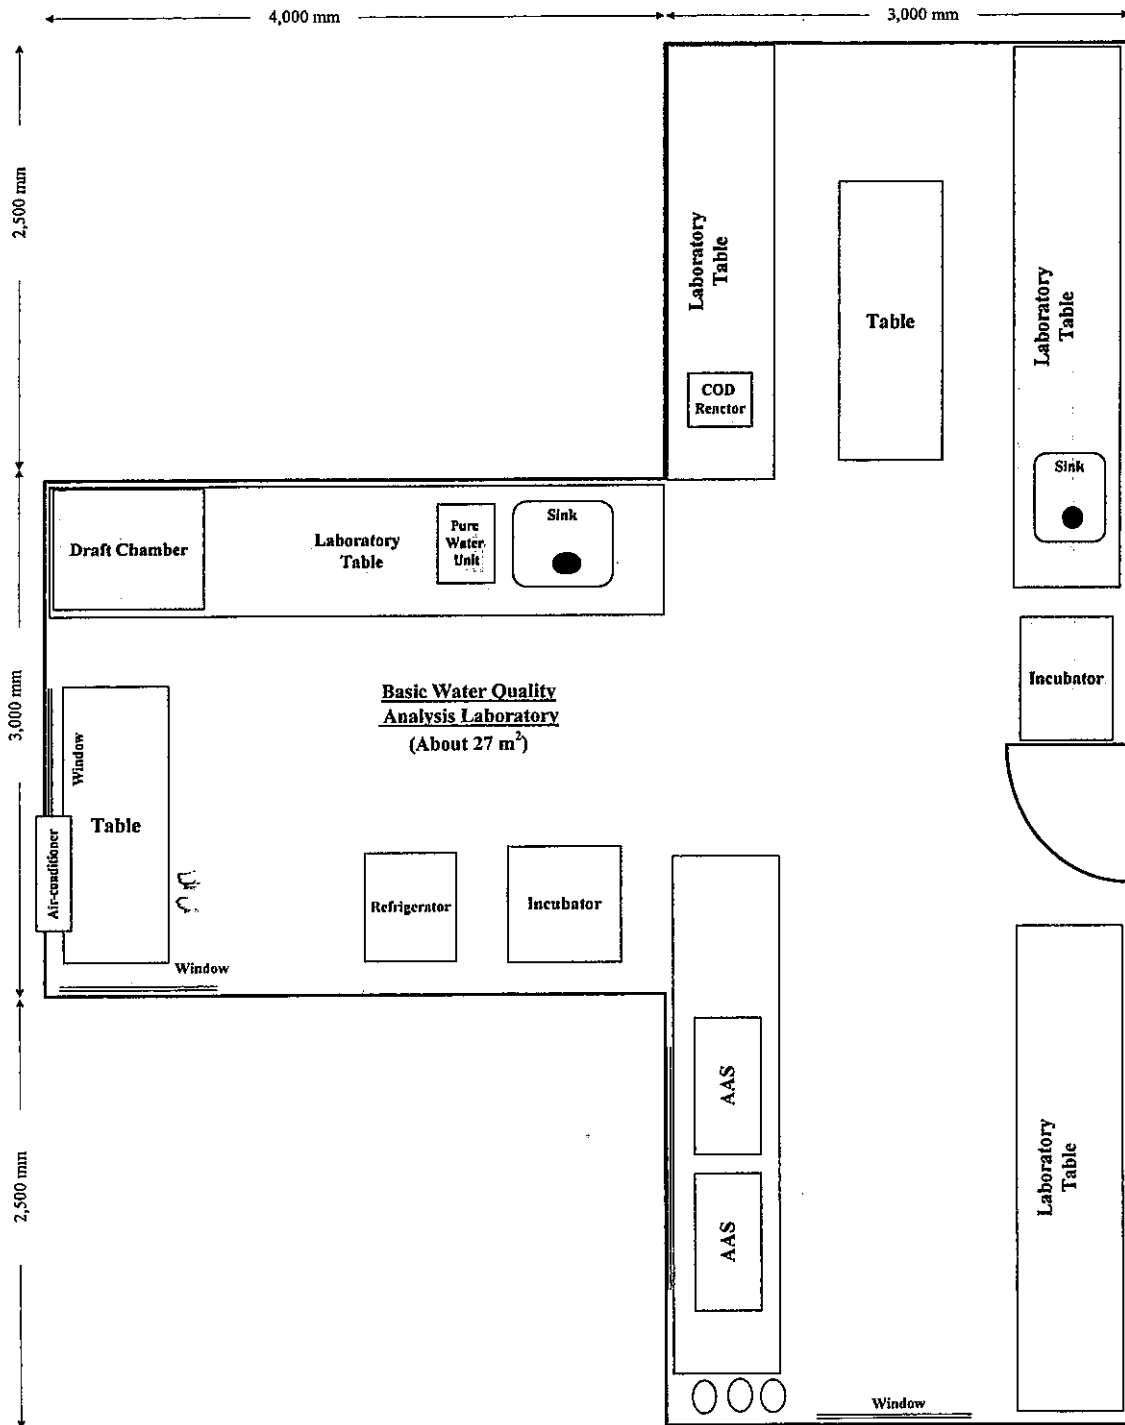 4,000 mm
3,000 mm
2,500 mm
Laboratory
Table
Table
Laboratory
Table
COD
Reactor
Sink
Draft Chamber
Laboratory
Table
Pure
Water
Unit
Sink
3,000 mm
Basic Water Quality
Analysis Laboratory
(About 27 m²)
Incubator
Window
Table
Air-conditioner
Refrigerator
Incubator
Window
2,500 mm
AAS
AAS
Laboratory
Table
Window